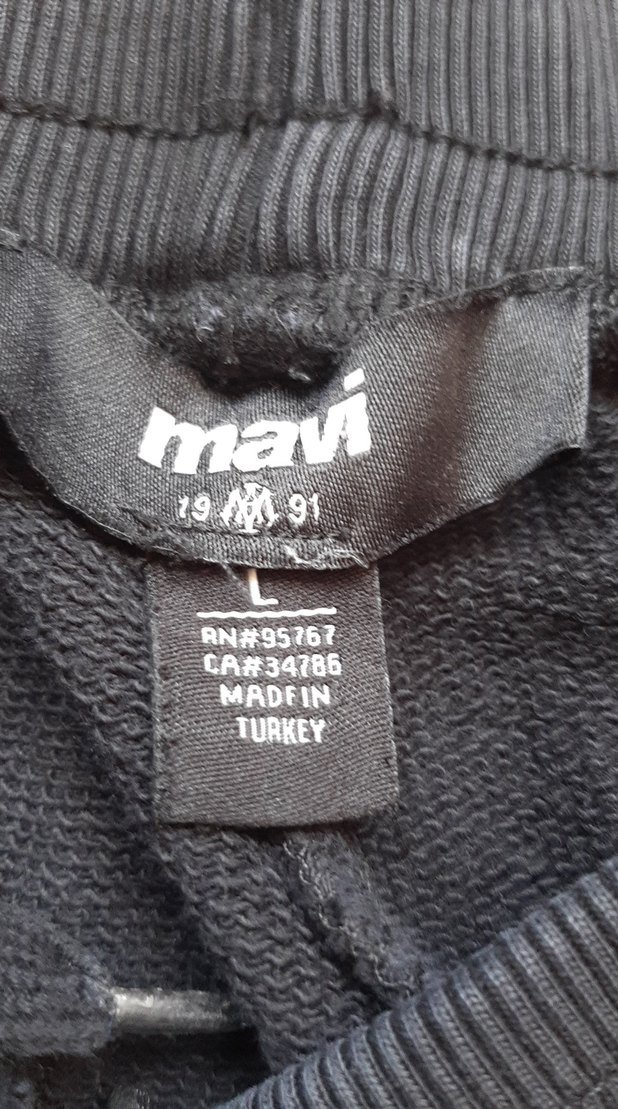 mavi
19 91
L
RN#95767
CA#34786
MADE IN
TURKEY